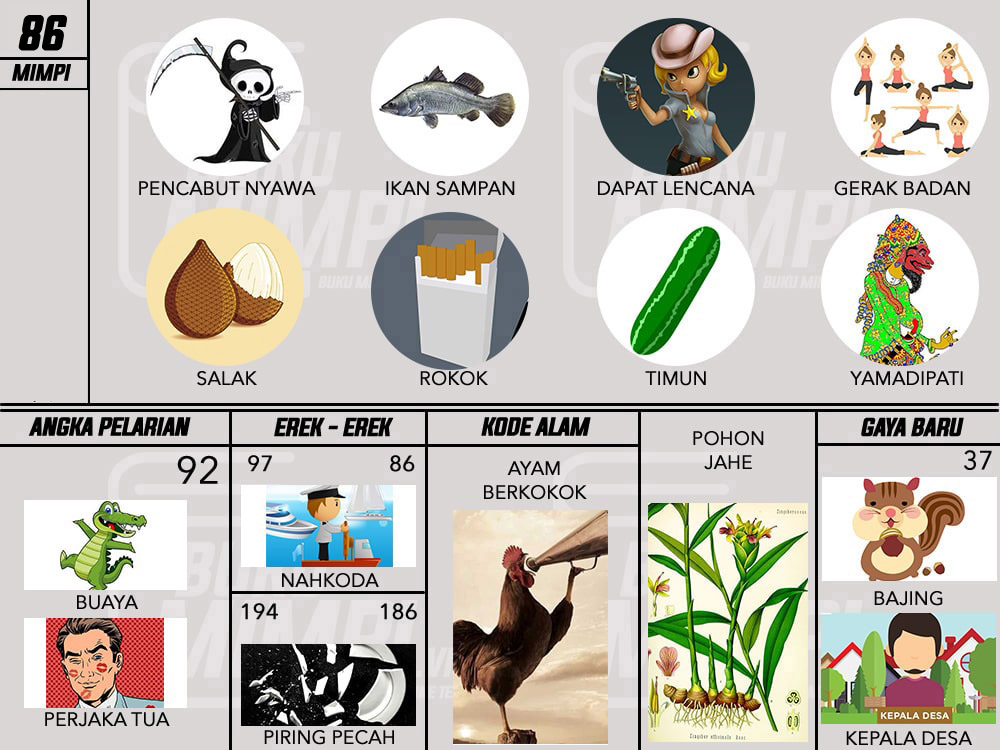 86
MIMPI
PENCABUT NYAWA
IKAN SAMPAN
DAPAT LENCANA
GERAK BADAN
SALAK
ROKOK
TIMUN
YAMADIPATI
ANGKA PELARIAN
92
BUAYA
PERJAKA TUA
EREK - EREK
97 86
NAHKODA
194 186
PIRING PECAH
KODE ALAM
AYAM
BERKOKOK
POHON
JAHE
GAYA BARU
37
BAJING
KEPALA DESA
KEPALA DESA